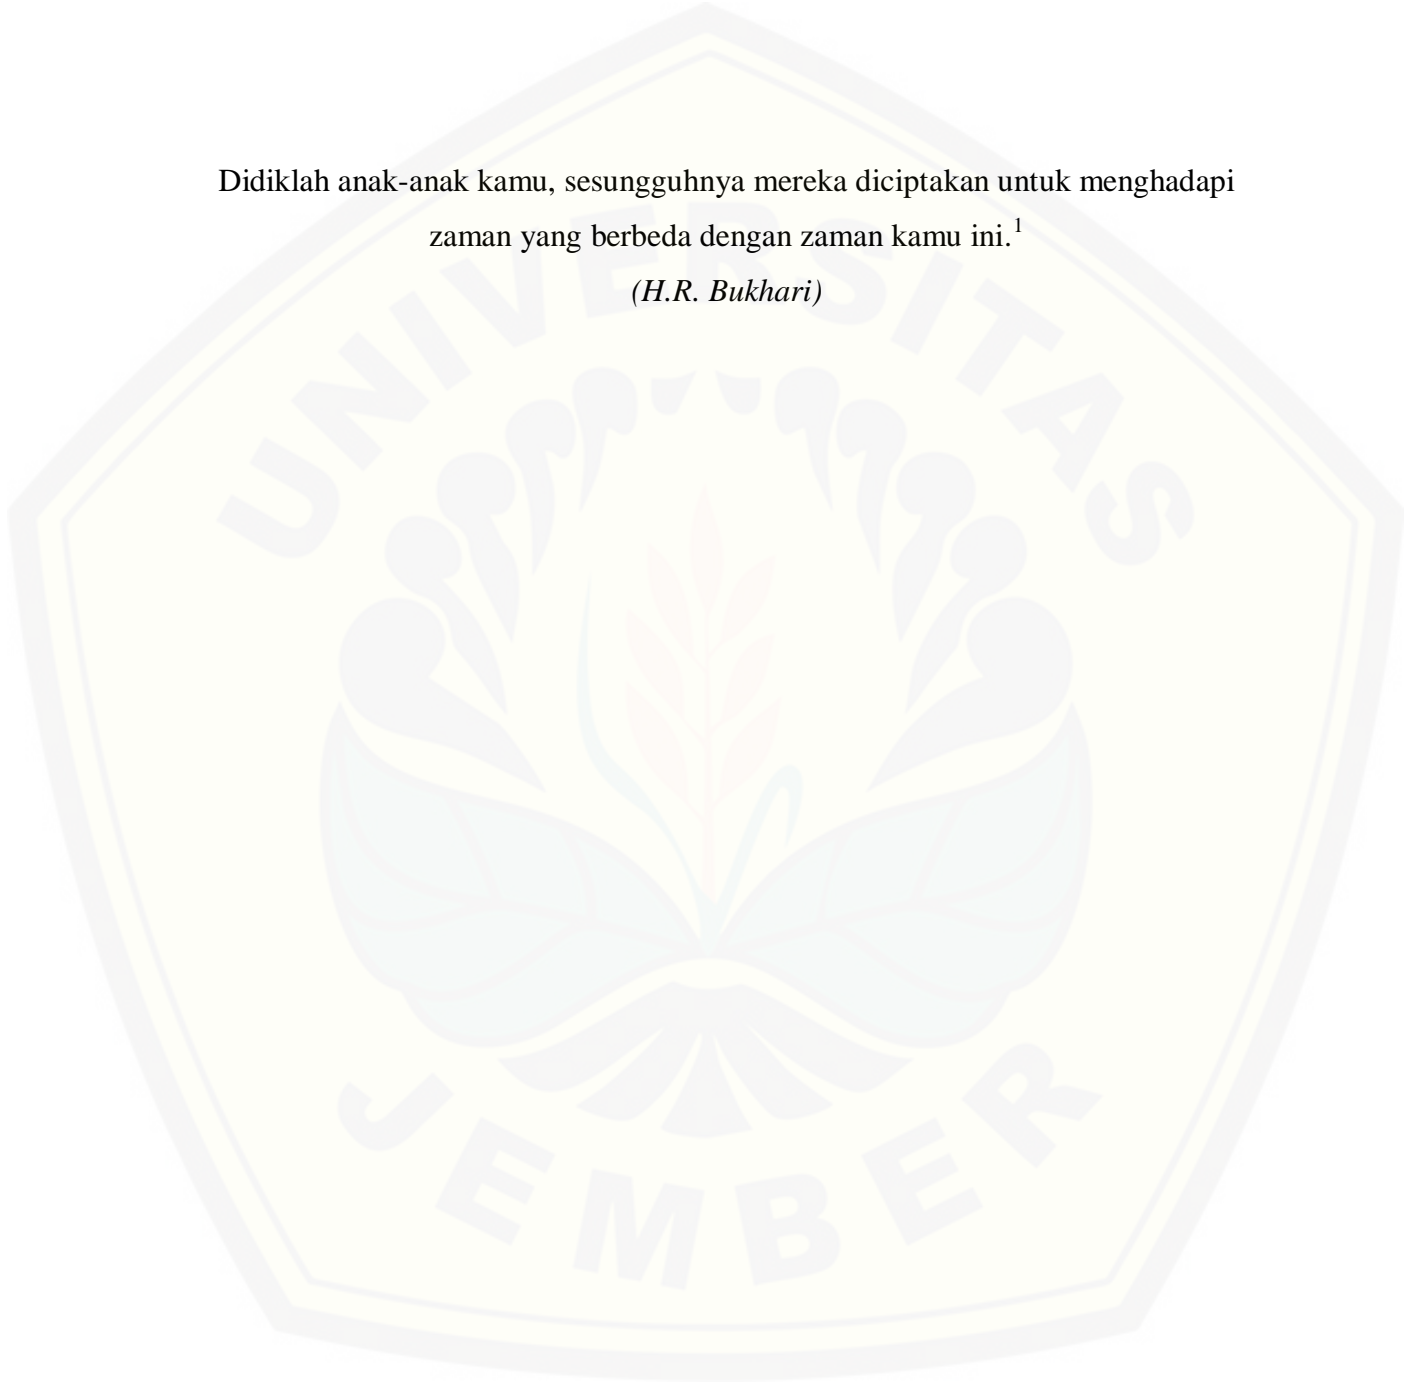 Didiklah anak-anak kamu, sesungguhnya mereka diciptakan untuk menghadapi
zaman yang berbeda dengan zaman kamu ini.1
(H.R. Bukhari)
UNIVERSITAS
JEMBER